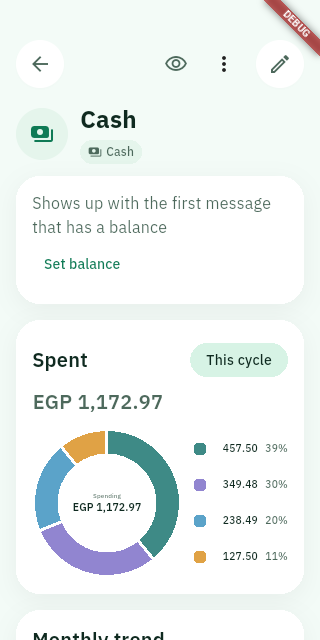 DEBUG
Cash
Cash
Shows up with the first message
that has a balance
Set balance
Spent
This cycle
EGP 1,172.97
Spending
EGP 1,172.97
457.50 39%
349.48 30%
238.49 20%
127.50 11%
Monthly trend